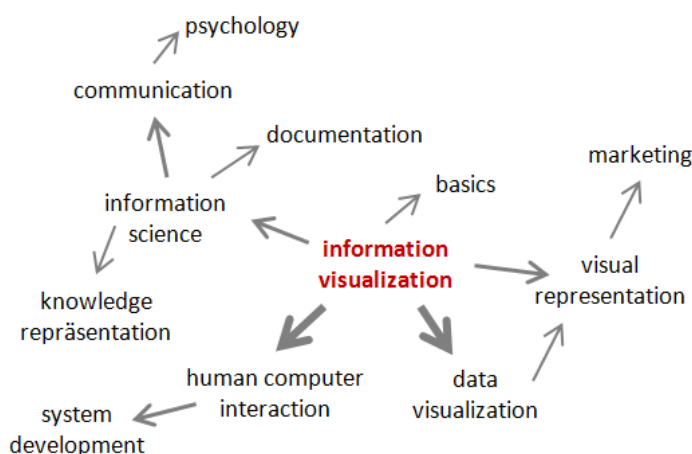 psychology
communication
documentation
marketing
basics
information
science
information
visualization
visual
representation
knowledge
repräsentation
human computer
interaction
data
visualization
system
development